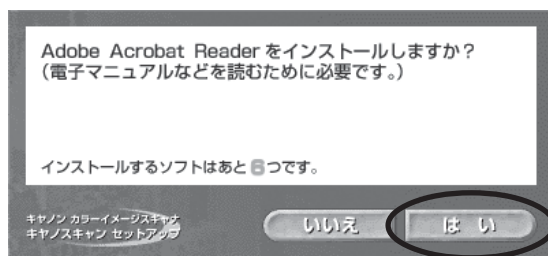 Adobe Acrobat Reader をインストールしますか？
（電子マニュアルなどを読むために必要です。）
インストールするソフトはあと6つです。
キヤノン カラーイメージスキャナ
キヤノスキャン セットアップ
いいえ
はい